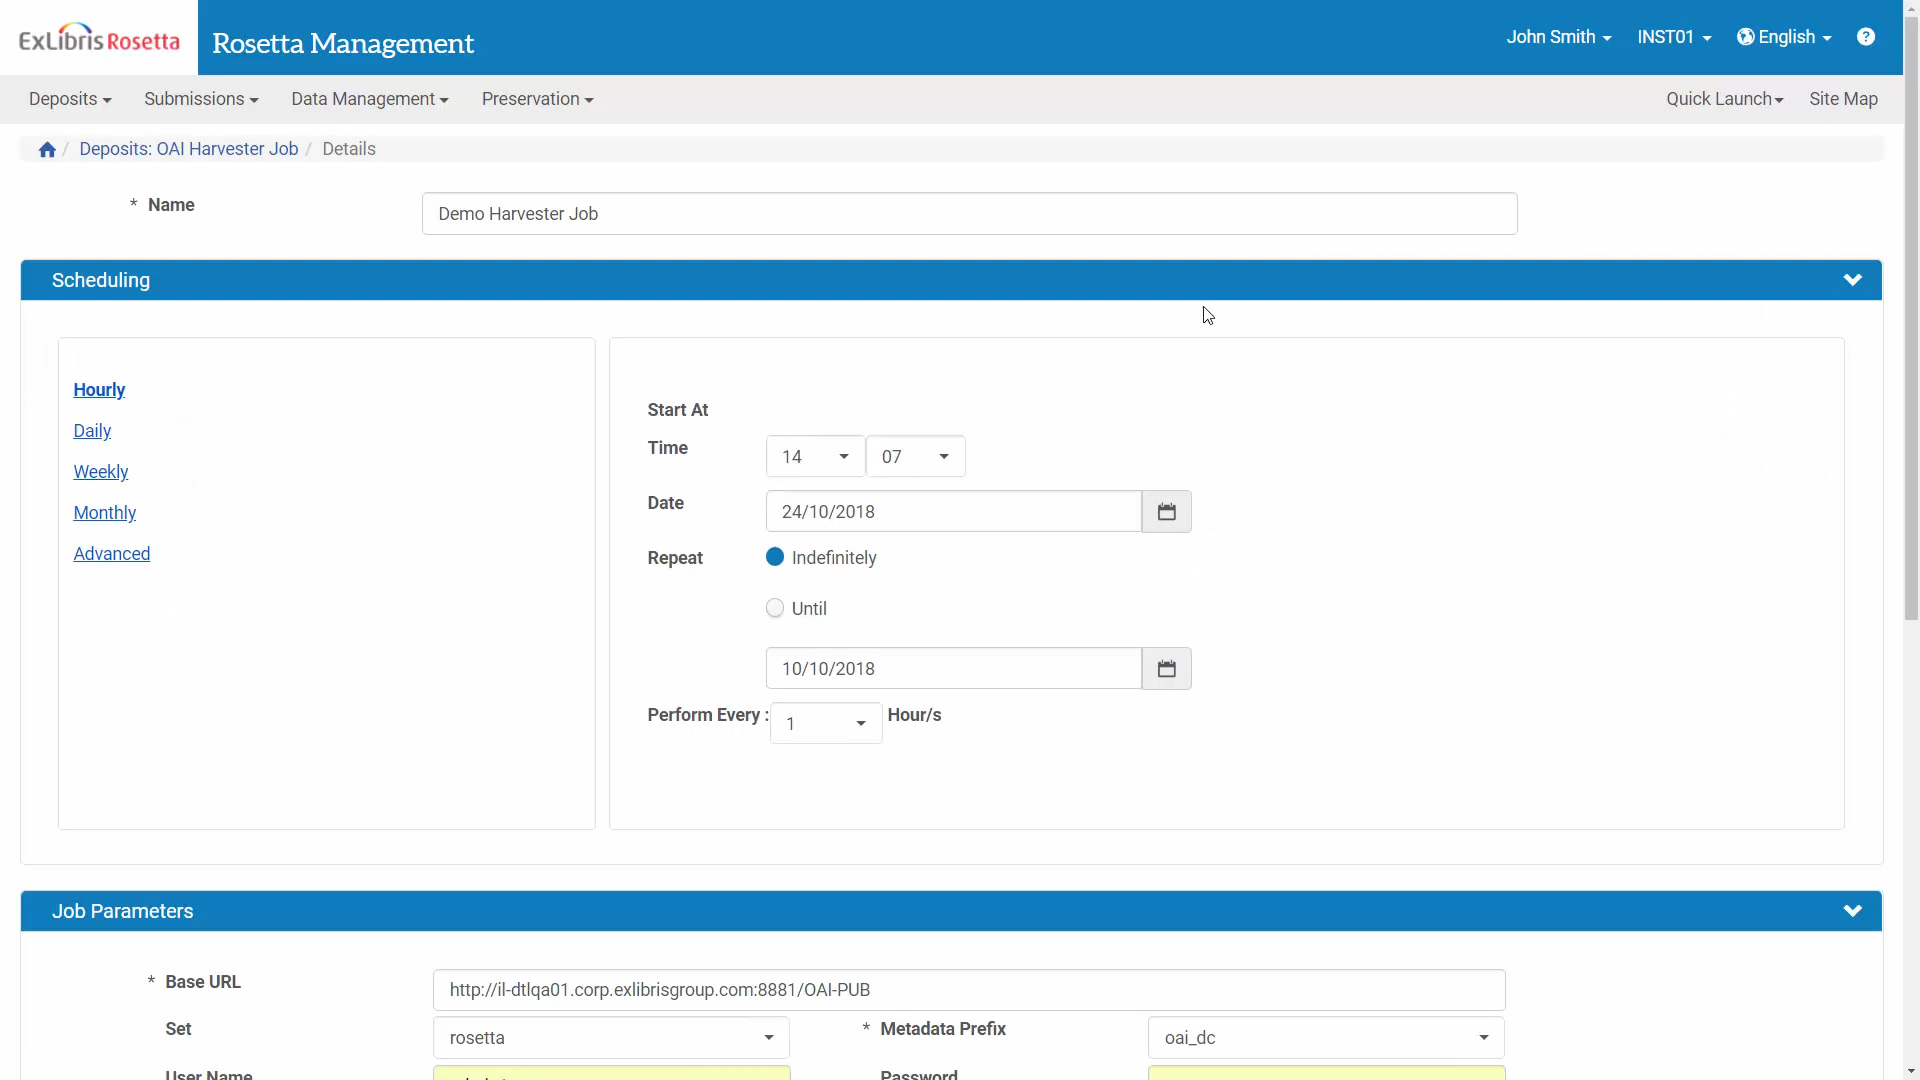 ExLibris Rosetta
Rosetta Management
John Smith
INST01
English
?
Deposits
Submissions
Data Management
Preservation
Quick Launch
Site Map
/ Deposits: OAI Harvester Job / Details
* Name
Demo Harvester Job
Scheduling
Hourly
Daily
Weekly
Monthly
Advanced
Start At
Time
14
07
Date
24/10/2018
Repeat
Indefinitely
Until
10/10/2018
Perform Every :
1
Hour/s
Job Parameters
* Base URL
http://il-dtlqa01.corp.exlibrisgroup.com:8881/OAI-PUB
Set
rosetta
* Metadata Prefix
oai_dc
User Name
Password